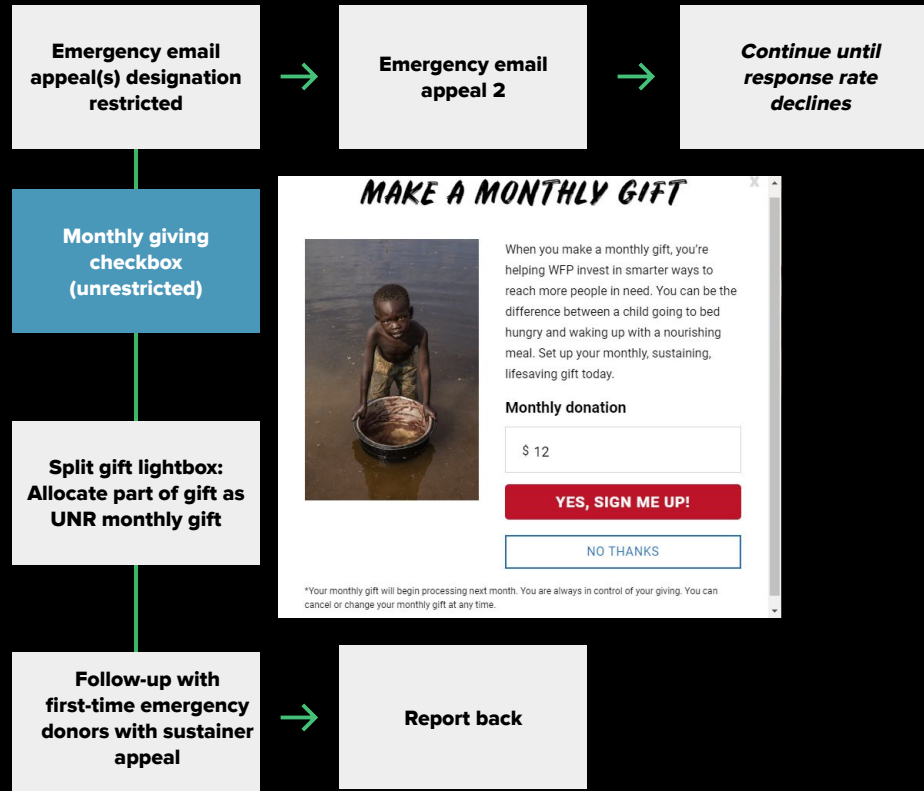 Emergency email
appeal(s) designation
restricted
Emergency email
appeal 2
Continue until
response rate
declines
Monthly giving
checkbox
(unrestricted)
MAKE A MONTHLY GIFT
X
When you make a monthly gift, you're
helping WFP invest in smarter ways to
reach more people in need. You can be the
difference between a child going to bed
hungry and waking up with a nourishing
meal. Set up your monthly, sustaining,
lifesaving gift today.
Monthly donation
$ 12
YES, SIGN ME UP!
NO THANKS
*Your monthly gift will begin processing next month. You are always in control of your giving. You can
cancel or change your monthly gift at any time.
Split gift lightbox:
Allocate part of gift as
UNR monthly gift
Follow-up with
first-time emergency
donors with sustainer
appeal
Report back